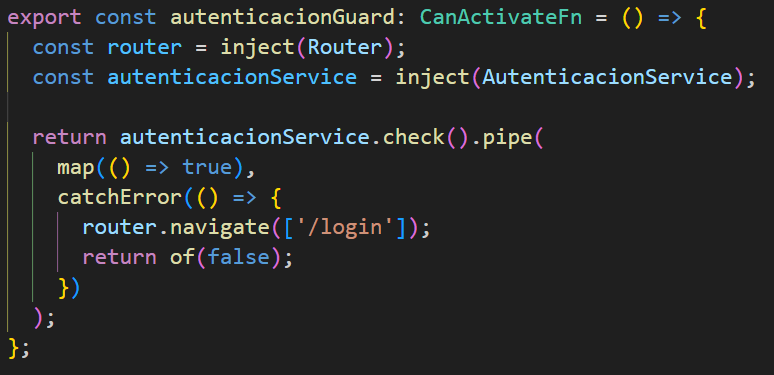 export const autenticacionGuard: CanActivateFn = () => {
const router = inject(Router);
const autenticacionService = inject(AutenticacionService);
return autenticacionService.check().pipe(
map(() => true),
catchError(() => {
router.navigate(['/login']);
return of(false);
})
);
};